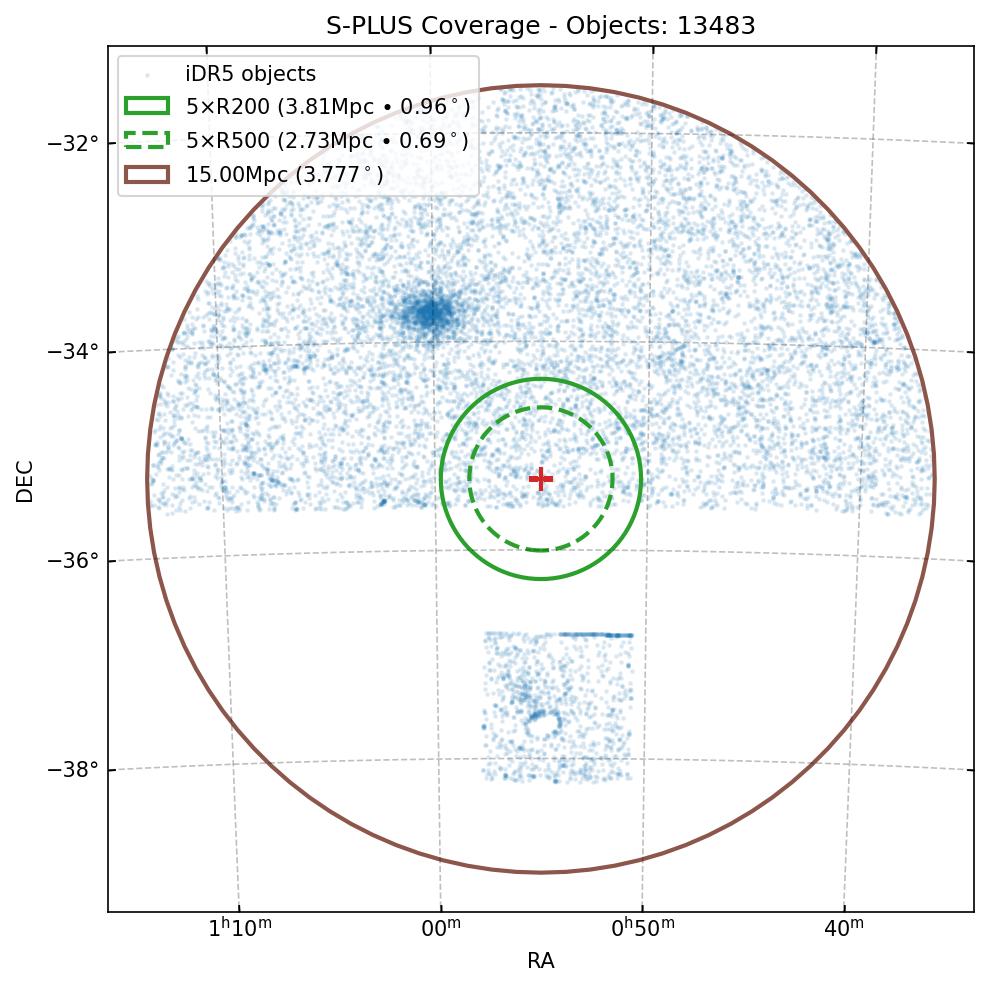 S-PLUS Coverage - Objects: 13483
iDR5 objects
5×R200 (3.81Mpc • 0.96°)
5×R500 (2.73Mpc • 0.69°)
15.00Mpc (3.777°)
−32°
−34°
−36°
−38°
DEC
1ʰ10ᵐ 00ᵐ 0ʰ50ᵐ 40ᵐ
RA